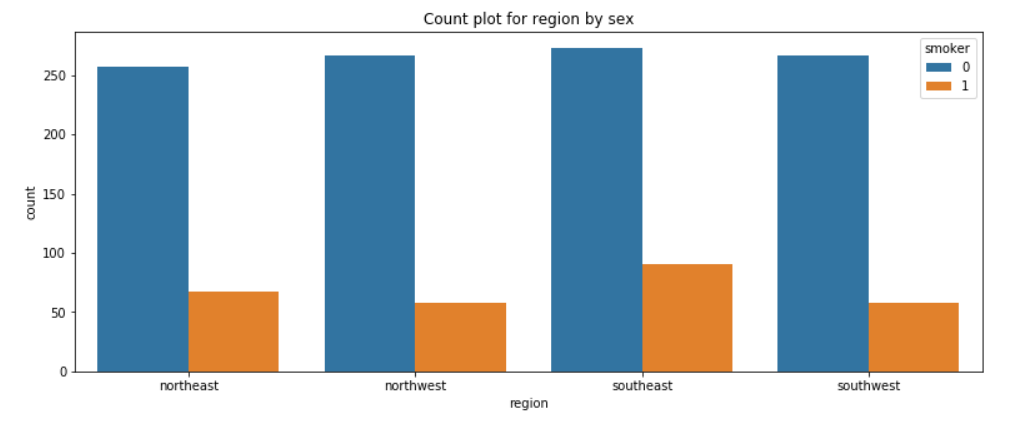 Count plot for region by sex
smoker
0
1
250
200
150
100
50
0
count
northeast
northwest
southeast
southwest
region